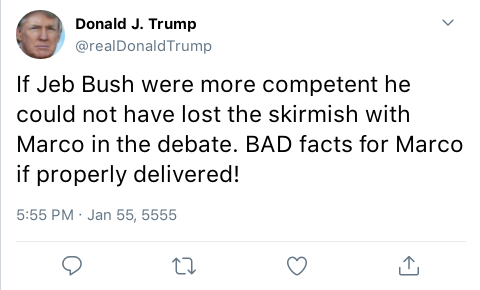 Donald J. Trump
@realDonaldTrump
If Jeb Bush were more competent he
could not have lost the skirmish with
Marco in the debate. BAD facts for Marco
if properly delivered!
5:55 PM · Jan 55, 5555